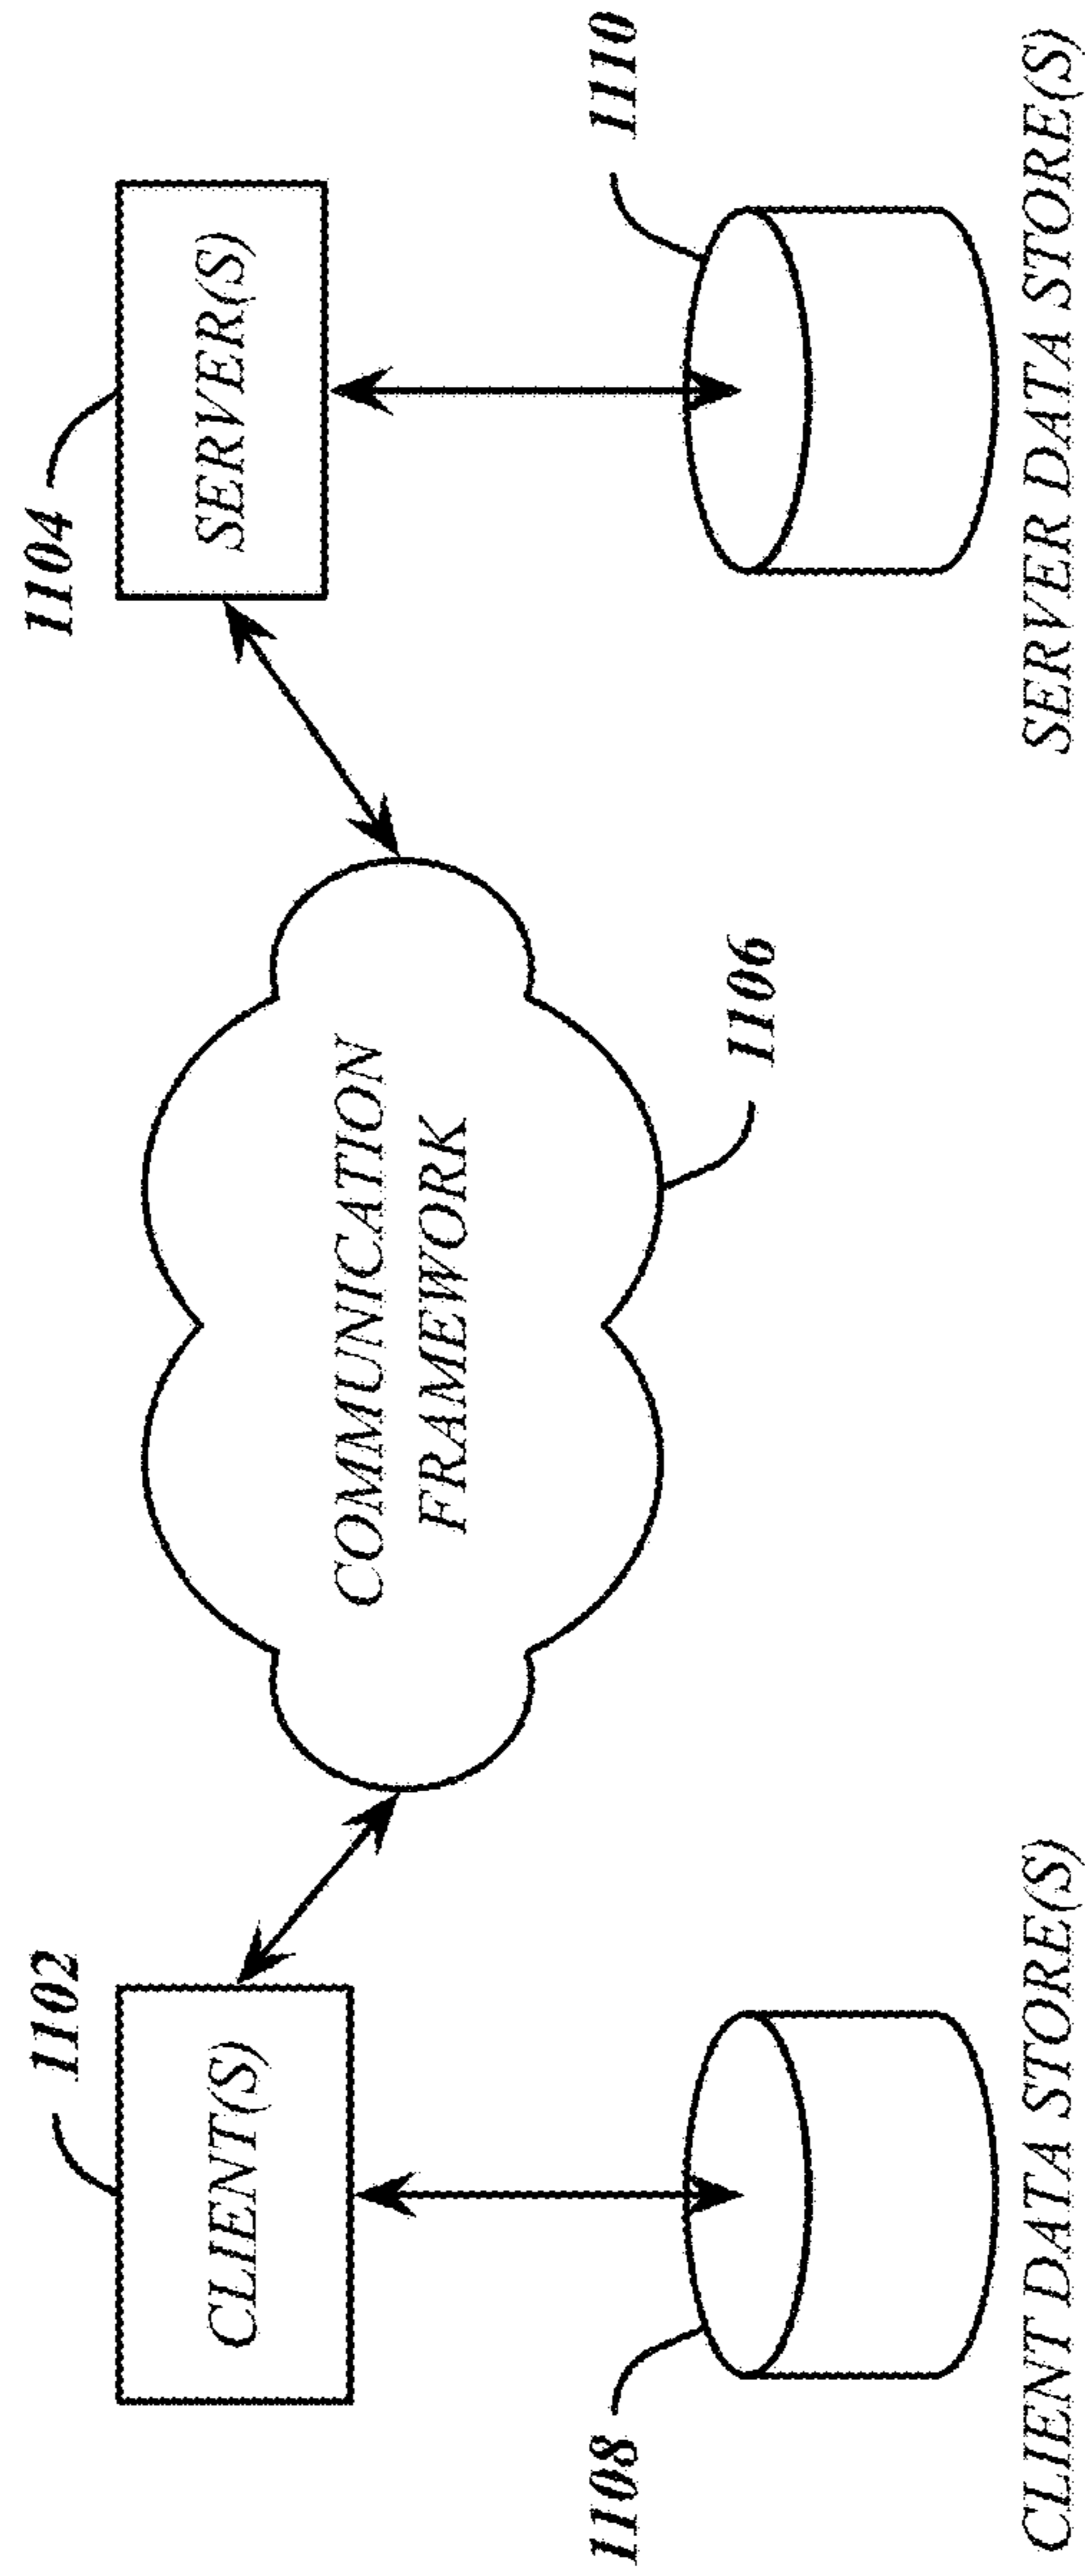 1102
CLIENT(S)
1104
SERVER(S)
COMMUNICATION
FRAMEWORK
1106
1108
1110
CLIENT DATA STORE(S)
SERVER DATA STORE(S)